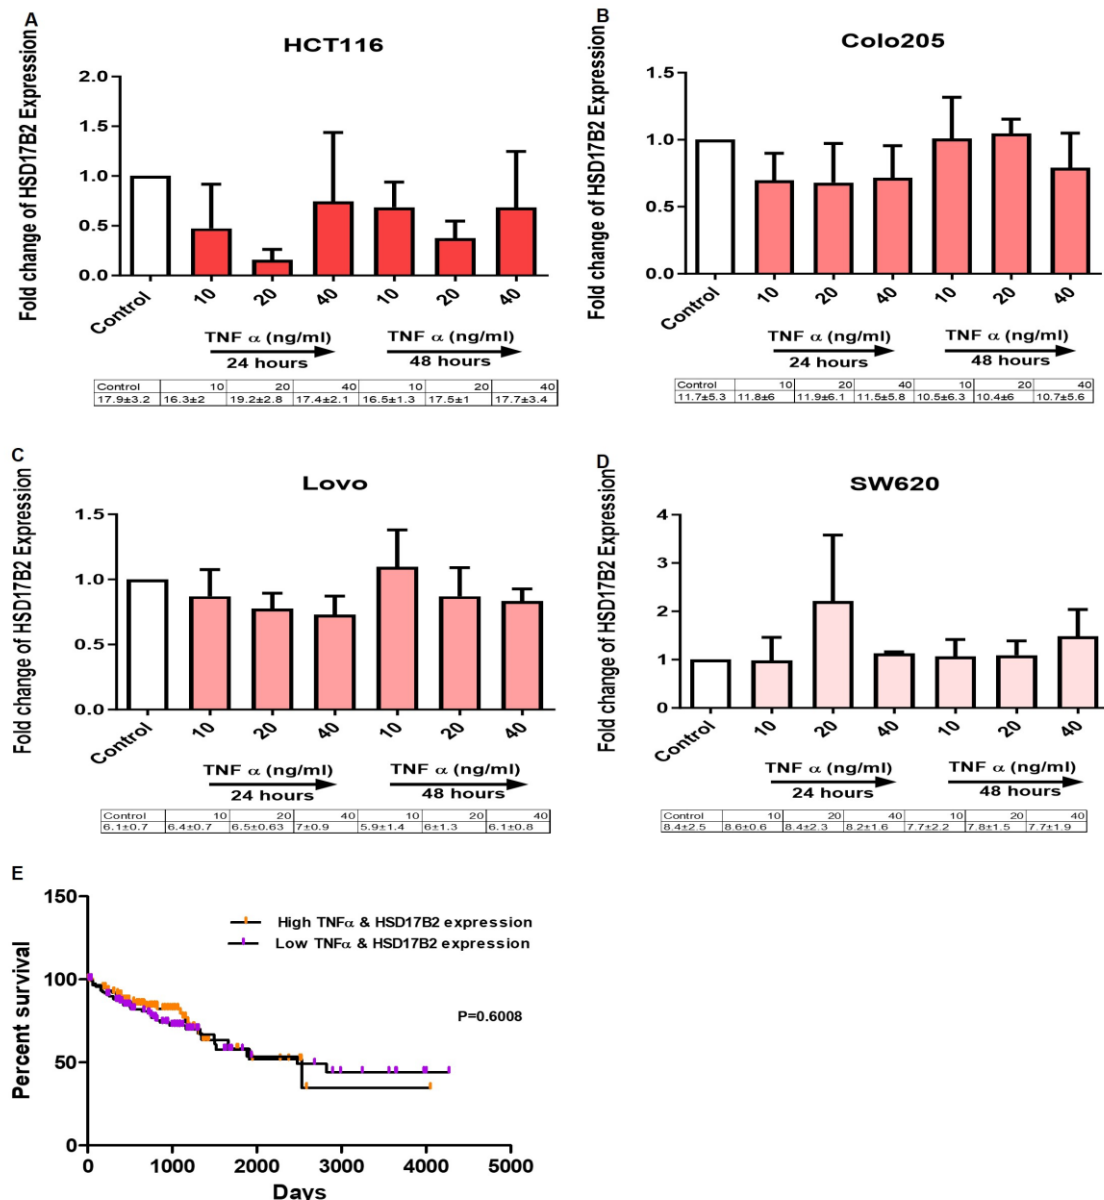 A
HCT116
Fold change of HSD17B2 Expression
2.0
1.5
1.0
0.5
0.0
Control 10 20 40 10 20 40
TNF α (ng/ml) TNF α (ng/ml)
24 hours 48 hours
Control 10 20 40 10 20 40
17.9±3.2 16.3±2 19.2±2.8 17.4±2.1 16.5±1.3 17.5±1 17.7±3.4
B
Colo205
Fold change of HSD17B2 Expression
1.5
1.0
0.5
0.0
Control 10 20 40 10 20 40
TNF α (ng/ml) TNF α (ng/ml)
24 hours 48 hours
Control 10 20 40 10 20 40
11.7±5.3 11.8±6 11.9±6.1 11.5±5.8 10.5±6.3 10.4±6 10.7±5.6
C
Lovo
Fold change of HSD17B2 Expression
1.5
1.0
0.5
0.0
Control 10 20 40 10 20 40
TNF α (ng/ml) TNF α (ng/ml)
24 hours 48 hours
Control 10 20 40 10 20 40
6.1±0.7 6.4±0.7 6.5±0.63 7±0.9 5.9±1.4 6±1.3 6.1±0.8
D
SW620
Fold change of HSD17B2 Expression
4
3
2
1
0
Control 10 20 40 10 20 40
TNF α (ng/ml) TNF α (ng/ml)
24 hours 48 hours
Control 10 20 40 10 20 40
8.4±2.5 8.6±0.6 8.4±2.3 8.2±1.6 7.7±2.2 7.8±1.5 7.7±1.9
E
Percent survival
150
100
50
0
High TNFα & HSD17B2 expression
Low TNFα & HSD17B2 expression
P=0.6008
0 1000 2000 3000 4000 5000
Days